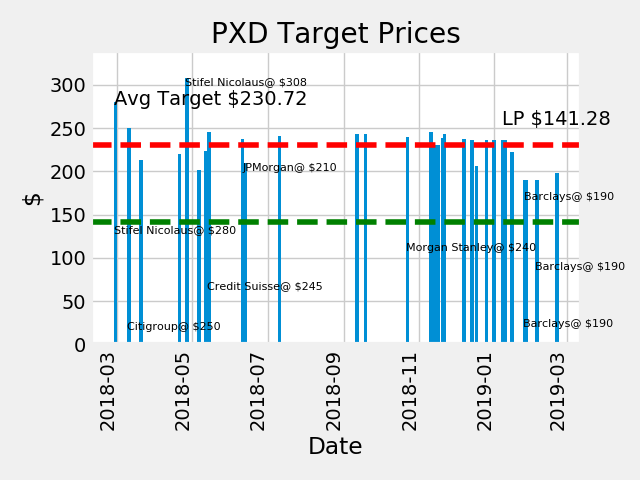 PXD Target Prices
Stifel Nicolaus@ $308
Avg Target $230.72
LP $141.28
JPMorgan@ $210
Barclays@ $190
Stifel Nicolaus@ $280
Morgan Stanley@ $240
Barclays@ $190
Credit Suisse@ $245
Citigroup@ $250
Barclays@ $190
300
250
200
150
100
50
0
$
2018-03
2018-05
2018-07
2018-09
2018-11
2019-01
2019-03
Date